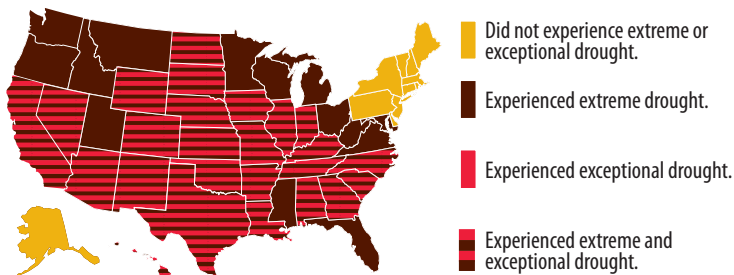 Did not experience extreme or
exceptional drought.
Experienced extreme drought.
Experienced exceptional drought.
Experienced extreme and
exceptional drought.